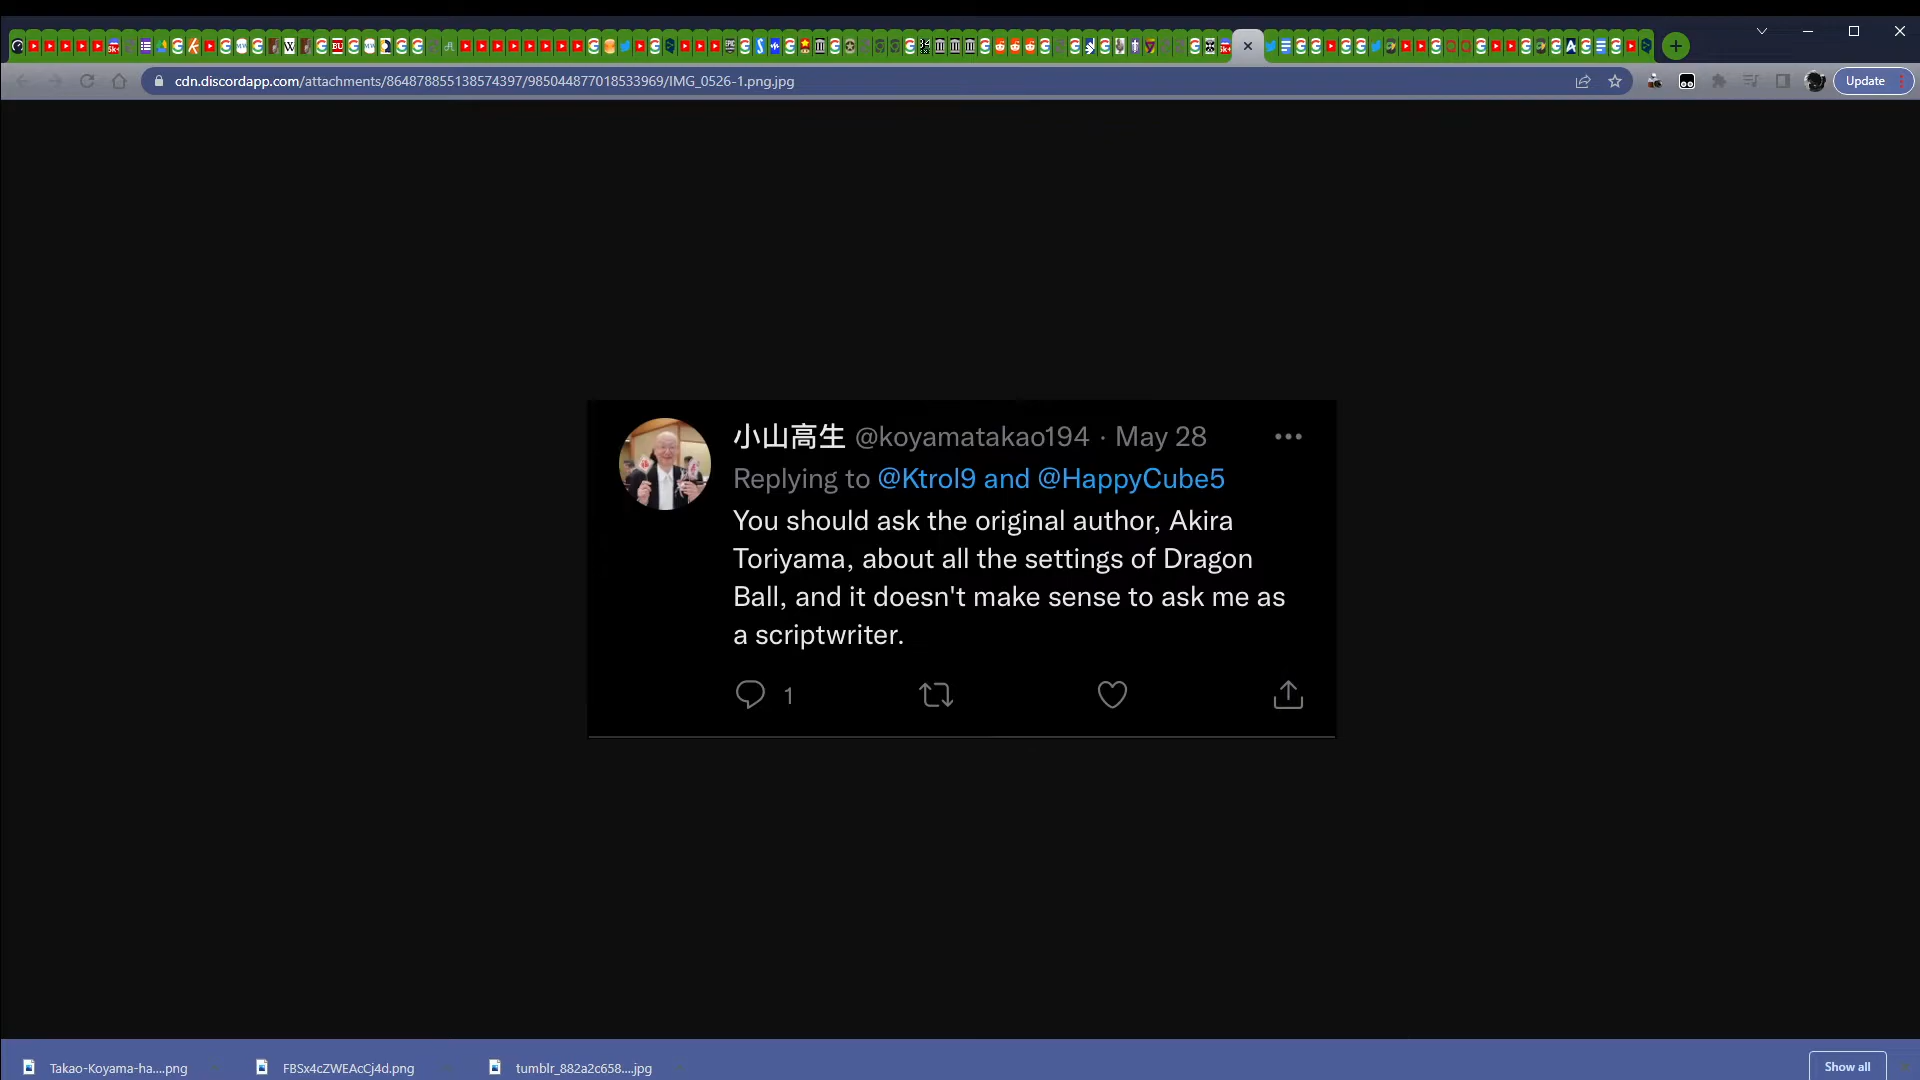 cdn.discordapp.com/attachments/864878855138574397/985044877018533969/IMG_0526-1.png.jpg
Update
小山高生 @koyamatakao194 · May 28
Replying to @Ktrol9 and @HappyCube5
You should ask the original author, Akira
Toriyama, about all the settings of Dragon
Ball, and it doesn't make sense to ask me as
a scriptwriter.
1
Takao-Koyama-ha....png
FBSx4cZWEAcCj4d.png
tumblr_882a2c658....jpg
Show all